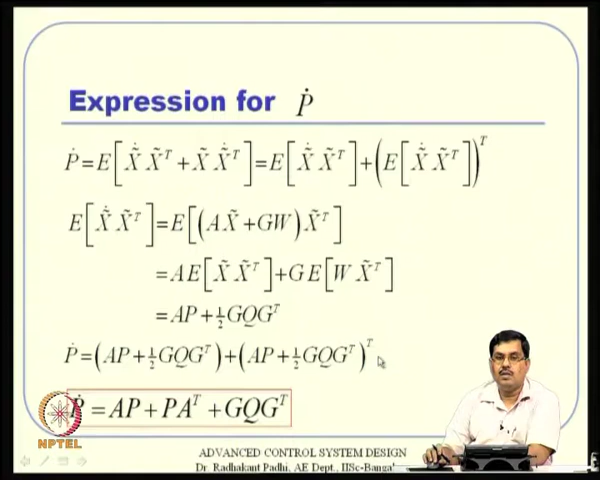 Expression for Ṗ
Ṗ = E[X̃̇ X̃ᵀ + X̃ X̃̇ᵀ] = E[X̃̇ X̃ᵀ] + (E[X̃̇ X̃ᵀ])ᵀ
E[X̃̇ X̃ᵀ] = E[(AX̃ + GW)X̃ᵀ]
= AE[X̃ X̃ᵀ] + GE[W X̃ᵀ]
= AP + ½GQGᵀ
Ṗ = (AP + ½GQGᵀ) + (AP + ½GQGᵀ)ᵀ
Ṗ = AP + PAᵀ + GQGᵀ
NPTEL
ADVANCED CONTROL SYSTEM DESIGN
Dr. Radhakant Padhi, AE Dept., IISc-Banga